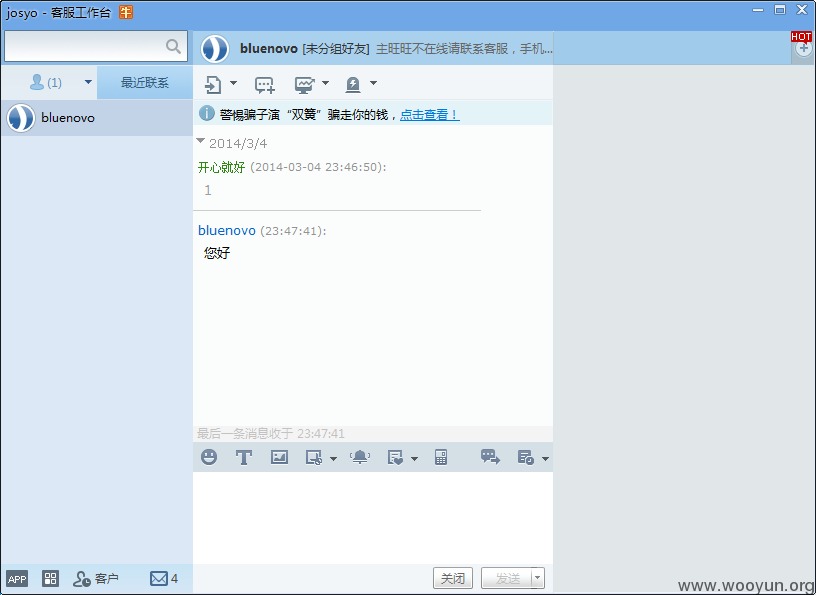 josyo - 客服工作台 牛
bluenovo [未分组好友] 主旺旺不在线请联系客服，手机...
HOT
(1) 最近联系
bluenovo
警惕骗子演“双簧”骗走你的钱，点击查看！
2014/3/4
开心就好 (2014-03-04 23:46:50):
1
bluenovo (23:47:41):
您好
最后一条消息收于 23:47:41
APP 客户 4
关闭 发送
www.wooyun.org